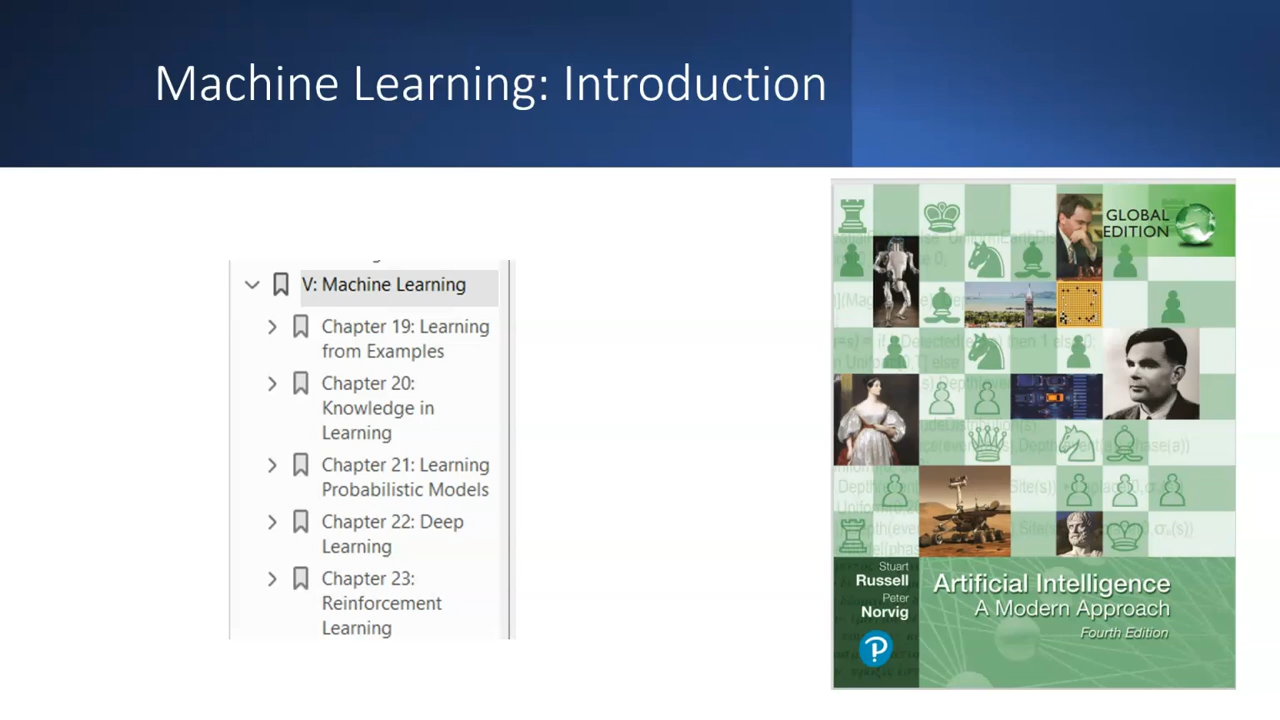 Machine Learning: Introduction
V: Machine Learning
Chapter 19: Learning
from Examples
Chapter 20:
Knowledge in
Learning
Chapter 21: Learning
Probabilistic Models
Chapter 22: Deep
Learning
Chapter 23:
Reinforcement
Learning
GLOBAL
EDITION
Stuart
Russell
Peter
Norvig
Artificial Intelligence
A Modern Approach
Fourth Edition
P